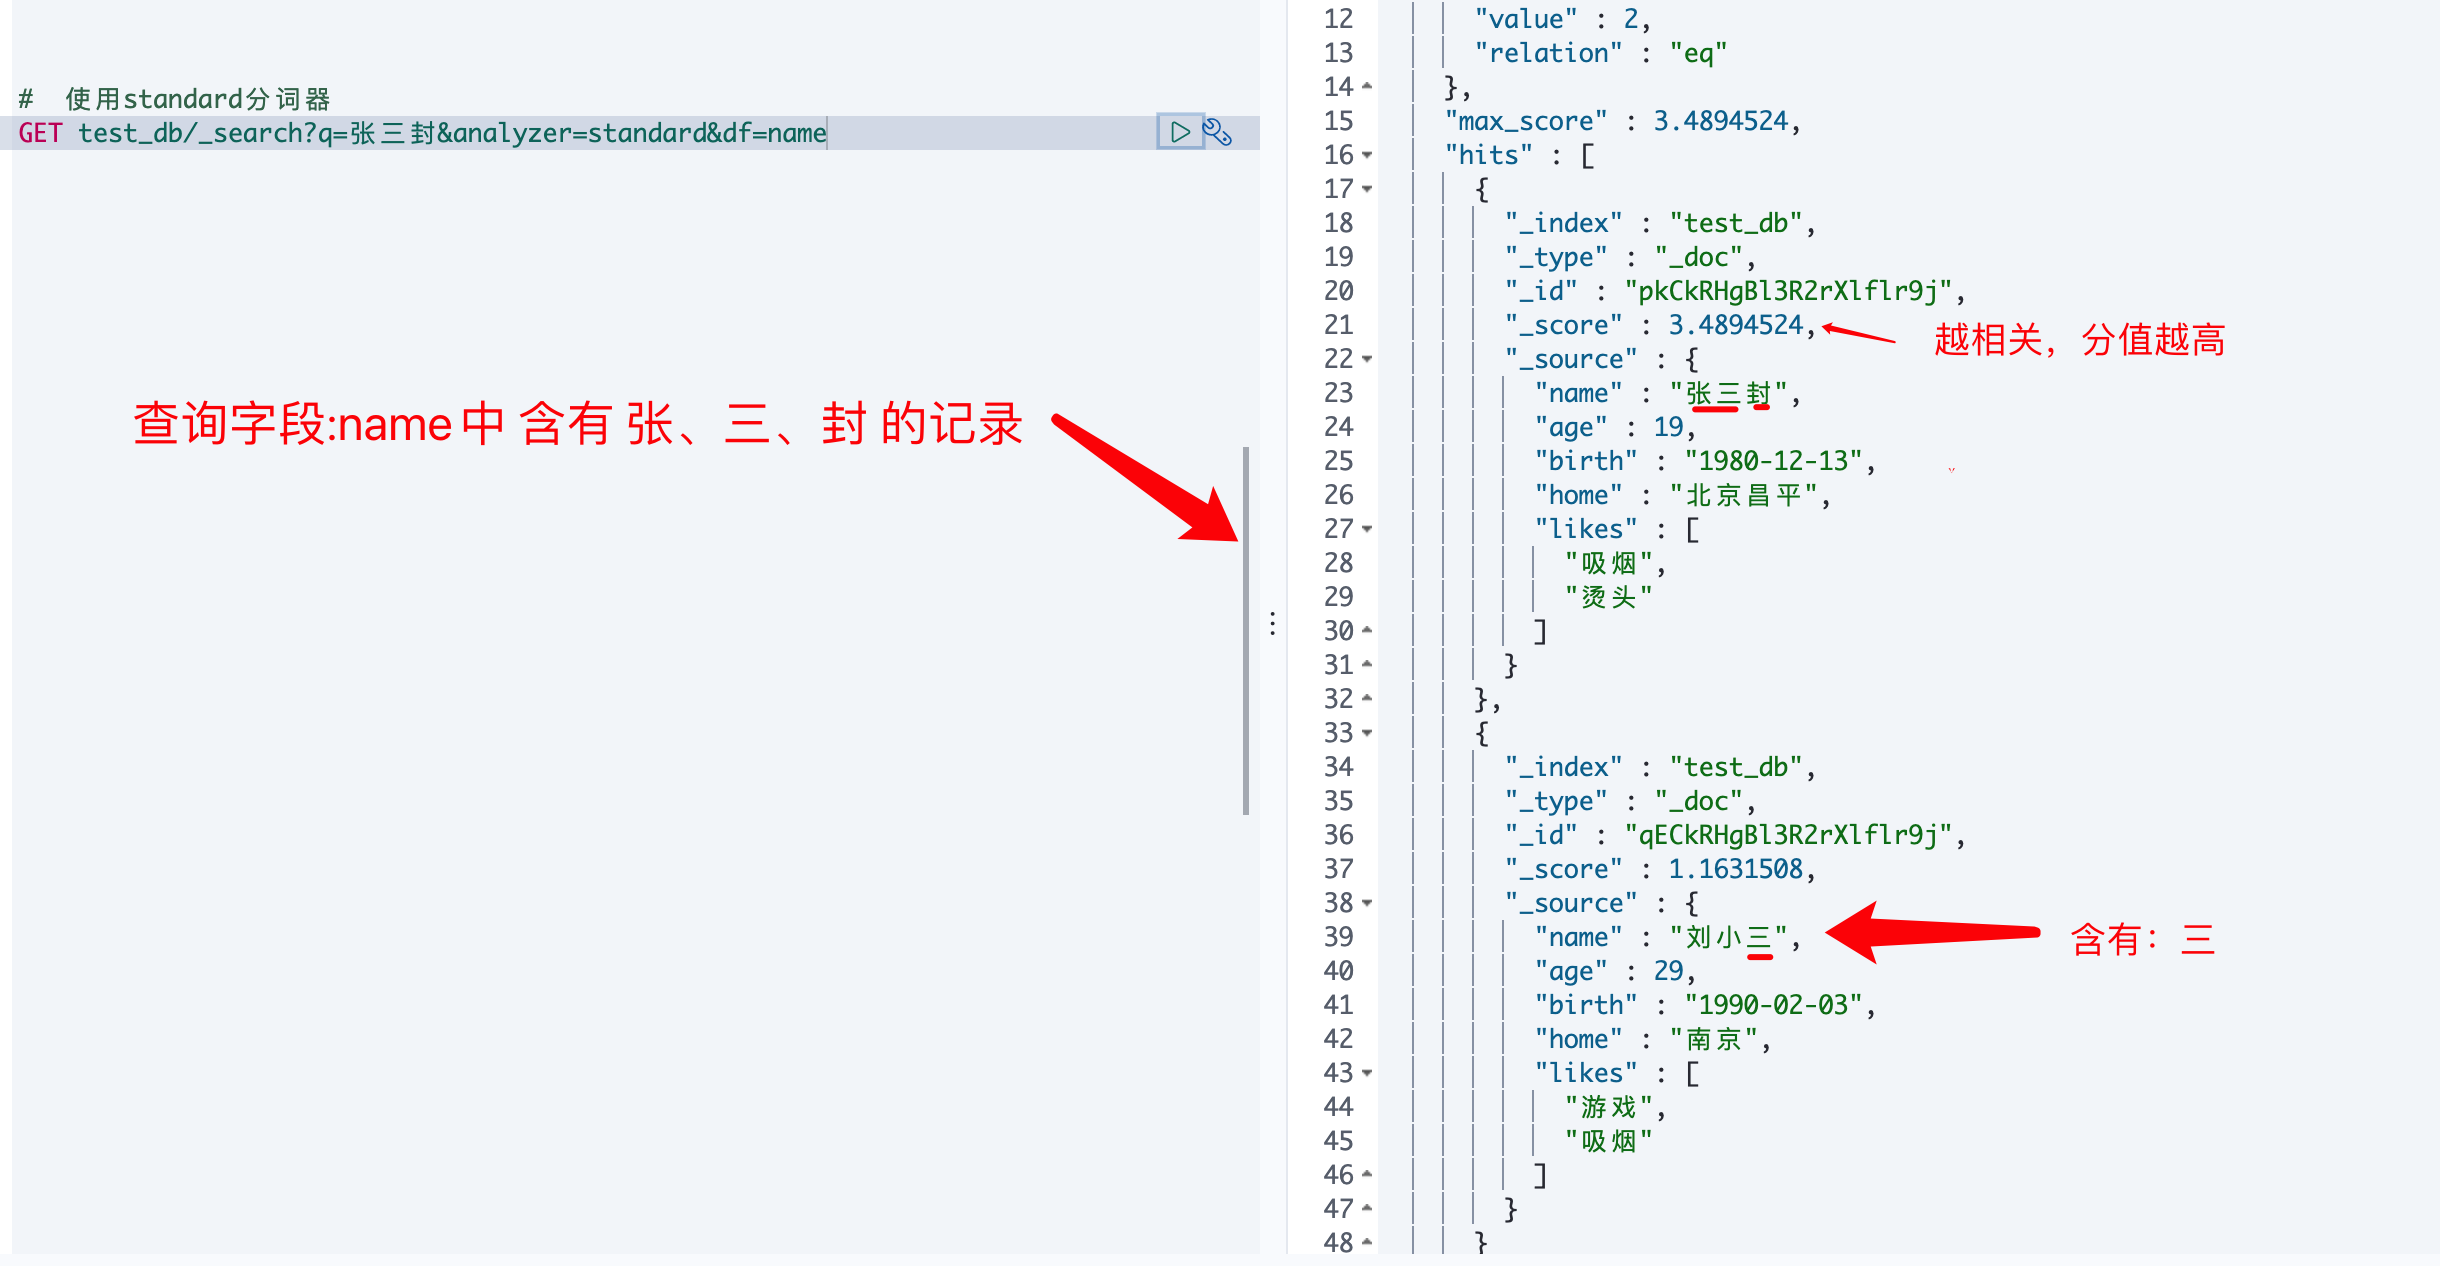 # 使用standard分词器
GET test_db/_search?q=张三封&analyzer=standard&df=name
查询字段:name中 含有 张、三、封 的记录
12 "value" : 2,
13 "relation" : "eq"
14 },
15 "max_score" : 3.4894524,
16 "hits" : [
17 {
18 "_index" : "test_db",
19 "_type" : "_doc",
20 "_id" : "pkCkRHgBl3R2rXlflr9j",
21 "_score" : 3.4894524,
越相关，分值越高
22 "_source" : {
23 "name" : "张三封",
24 "age" : 19,
25 "birth" : "1980-12-13",
26 "home" : "北京昌平",
27 "likes" : [
28 "吸烟",
29 "烫头"
30 ]
31 }
32 },
33 {
34 "_index" : "test_db",
35 "_type" : "_doc",
36 "_id" : "qECkRHgBl3R2rXlflr9j",
37 "_score" : 1.1631508,
38 "_source" : {
39 "name" : "刘小三",
含有：三
40 "age" : 29,
41 "birth" : "1990-02-03",
42 "home" : "南京",
43 "likes" : [
44 "游戏",
45 "吸烟"
46 ]
47 }
48 }